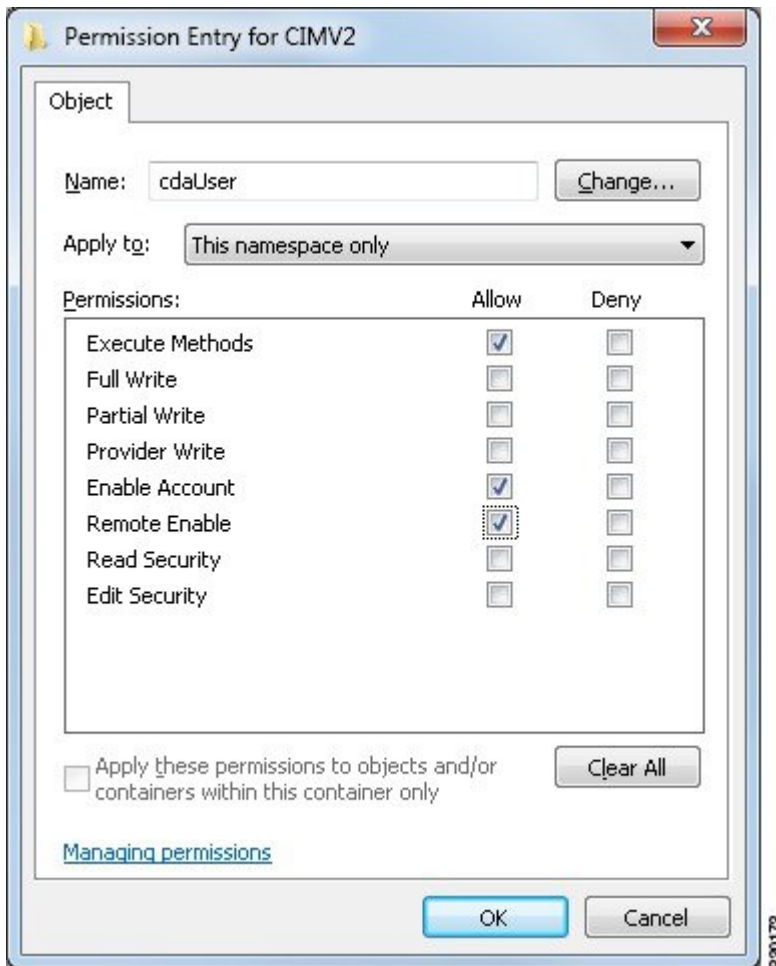 Permission Entry for CIMV2
Object
Name: cdaUser Change...
Apply to: This namespace only
Permissions: Allow Deny
Execute Methods
Full Write
Partial Write
Provider Write
Enable Account
Remote Enable
Read Security
Edit Security
Apply these permissions to objects and/or
containers within this container only
Clear All
Managing permissions
OK Cancel